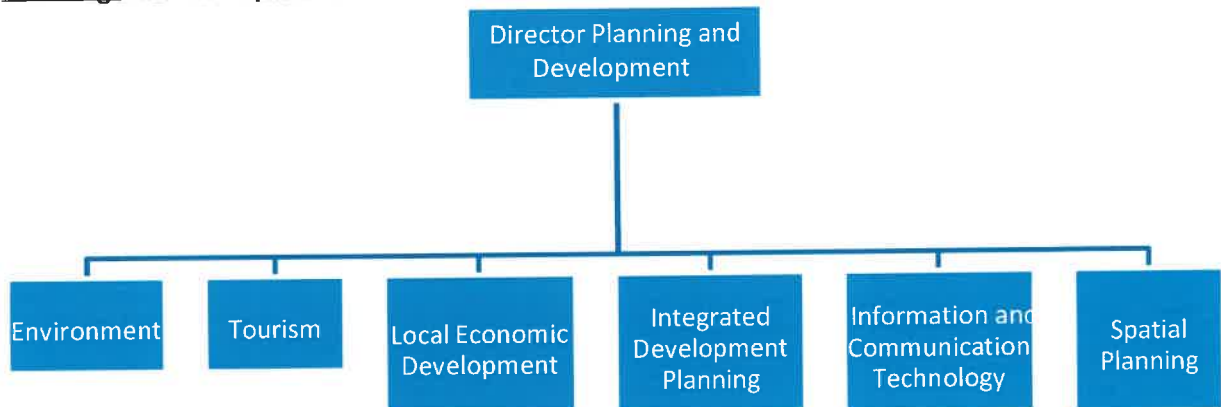 Director Planning and
Development
Environment
Tourism
Local Economic
Development
Integrated
Development
Planning
Information and
Communication
Technology
Spatial
Planning